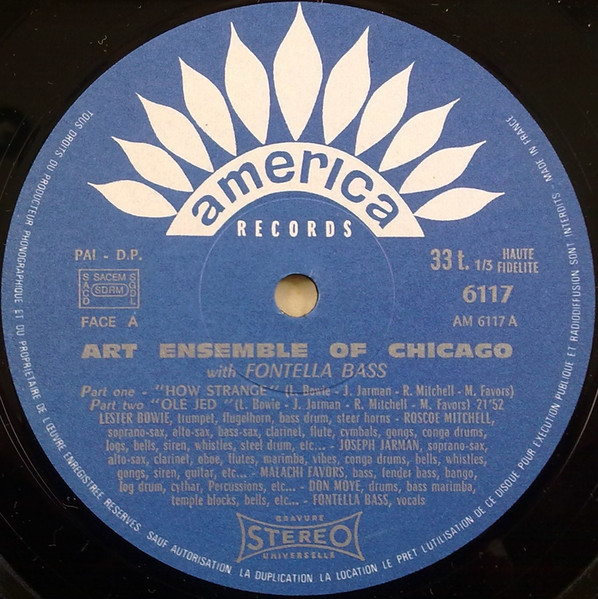 america
RECORDS
PAI - D.P.
33 t. 1/3 HAUTE FIDELITE
SACD SACEM SDRM SGDL
6117
FACE A
AM 6117 A
ART ENSEMBLE OF CHICAGO
with FONTELLA BASS
Part one - "HOW STRANGE" (L. Bowie - J. Jarman - R. Mitchell - M. Favors)
Part two "OLE JED" (L. Bowie - J. Jarman - R. Mitchell - M. Favors) 21'52
LESTER BOWIE, trumpet, flugelhorn, bass drum, steer horns - ROSCOE MITCHELL,
soprano-sax, alto-sax, bass-sax, clarinet, flute, cymbals, gongs, conga drums,
logs, bells, siren, whistles, steel drum, etc... - JOSEPH JARMAN, soprano-sax,
alto-sax, clarinet, oboe, flutes, marimba, vibes, conga drums, bells, whistles,
gongs, siren, guitar, etc... - MALACHI FAVORS, bass, fendes bass, bango,
log drum, cythar, Percussions, etc... - DON MOYE, drums, bass marimba,
temple blocks, bells, etc... - FONTELLA BASS, vocals
GRAVURE
STEREO
UNIVERSELLE
TOUS DROITS DU PRODUCTEUR PHONOGRAPHIQUE ET DU PROPRIETAIRE DE L'ŒUVRE ENREGISTREE RESERVES. SAUF AUTORISATION LA DUPLICATION LA LOCATION LE PRET L'UTILISATION DE CE DISQUE POUR EXECUTION PUBLIQUE ET RADIODIFFUSION SONT INTERDITS - MADE IN FRANCE